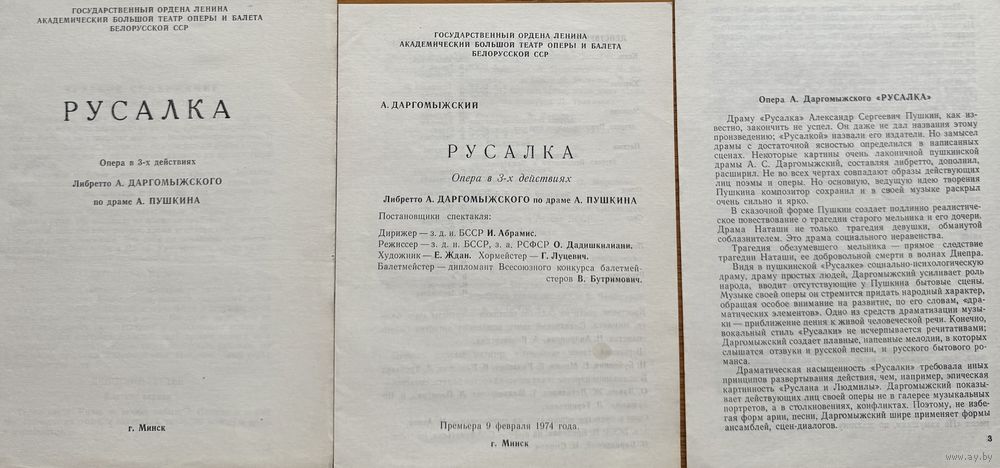 ГОСУДАРСТВЕННЫЙ ОРДЕНА ЛЕНИНА
АКАДЕМИЧЕСКИЙ БОЛЬШОЙ ТЕАТР ОПЕРЫ И БАЛЕТА
БЕЛОРУССКОЙ ССР
РУСАЛКА
Опера в 3-х действиях
Либретто А. ДАРГОМЫЖСКОГО
по драме А. ПУШКИНА
г. Минск
ГОСУДАРСТВЕННЫЙ ОРДЕНА ЛЕНИНА
АКАДЕМИЧЕСКИЙ БОЛЬШОЙ ТЕАТР ОПЕРЫ И БАЛЕТА
БЕЛОРУССКОЙ ССР
А. ДАРГОМЫЖСКИЙ
РУСАЛКА
Опера в 3-х действиях
Либретто А. ДАРГОМЫЖСКОГО по драме А. ПУШКИНА
Постановщики спектакля:
Дирижер — з. д. и. БССР И. Абрамис.
Режиссер — з. д. и. БССР, з. а. РСФСР О. Дадишкилиани.
Художник — Е. Ждан. Хормейстер — Г. Луцевич.
Балетмейстер — дипломант Всесоюзного конкурса балетмей-
стеров В. Бутримович.
Премьера 9 февраля 1974 года.
г. Минск
Опера А. Даргомыжского «РУСАЛКА»
Драму «Русалка» Александр Сергеевич Пушкин, как из-
вестно, закончить не успел. Он даже не дал названия этому
произведению; «Русалкой» назвали его издатели. Но замысел
драмы с достаточной ясностью определился в написанных
сценах. Некоторые картины очень лаконичной пушкинской
драмы А. С. Даргомыжский, составляя либретто, дополнил,
расширил. Не во всех чертах совпадают образы действующих
лиц поэмы и оперы. Но основную, ведущую идею творения
Пушкина композитор сохранил и в своей музыке раскрыл
очень сильно и ярко.
В сказочной форме Пушкин создает подлинно реалистиче-
ское повествование о трагедии старого мельника и его дочери.
Драма Наташи не только трагедия девушки, обманутой
соблазнителем. Это драма социального неравенства.
Трагедия обезумевшего мельника — прямое следствие
трагедии Наташи, ее добровольной смерти в волнах Днепра.
Видя в пушкинской «Русалке» социально-психологическую
драму, драму простых людей, Даргомыжский усиливает роль
народа, вводит отсутствующие у Пушкина бытовые сцены.
Музыке своей оперы он стремится придать народный характер,
обращая особое внимание на развитие, по его словам, «дра-
матических элементов». Одно из средств драматизации музы-
ки — приближение пения к живой человеческой речи. Конечно,
вокальный стиль «Русалки» не исчерпывается речитативами;
Даргомыжский создает плавные, напевные мелодии, в которых
слышатся отзвуки и русской песни, и русского бытового ро-
манса.
Драматическая насыщенность «Русалки» требовала иных
принципов развертывания действия, чем, например, эпическая
картинность «Руслана и Людмилы». Даргомыжский показы-
вает действующих лиц своей оперы не в галерее музыкальных
портретов, а в столкновениях, конфликтах. Поэтому, не избе-
гая форм арии, песни, Даргомыжский шире применяет формы
ансамблей, сцен-диалогов.
3
www.ay.by